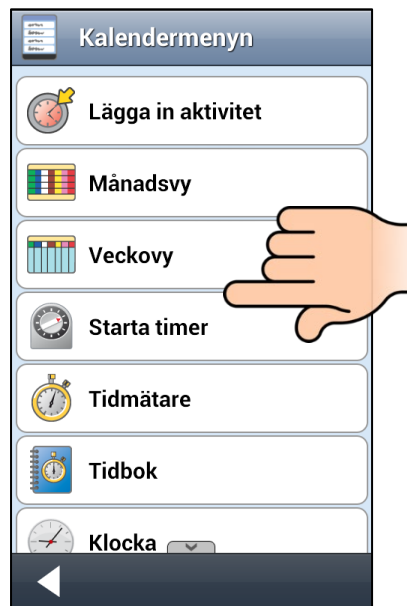 Kalendermenyn
Lägga in aktivitet
Månadsvy
Veckovy
Starta timer
Tidmätare
Tidbok
Klocka